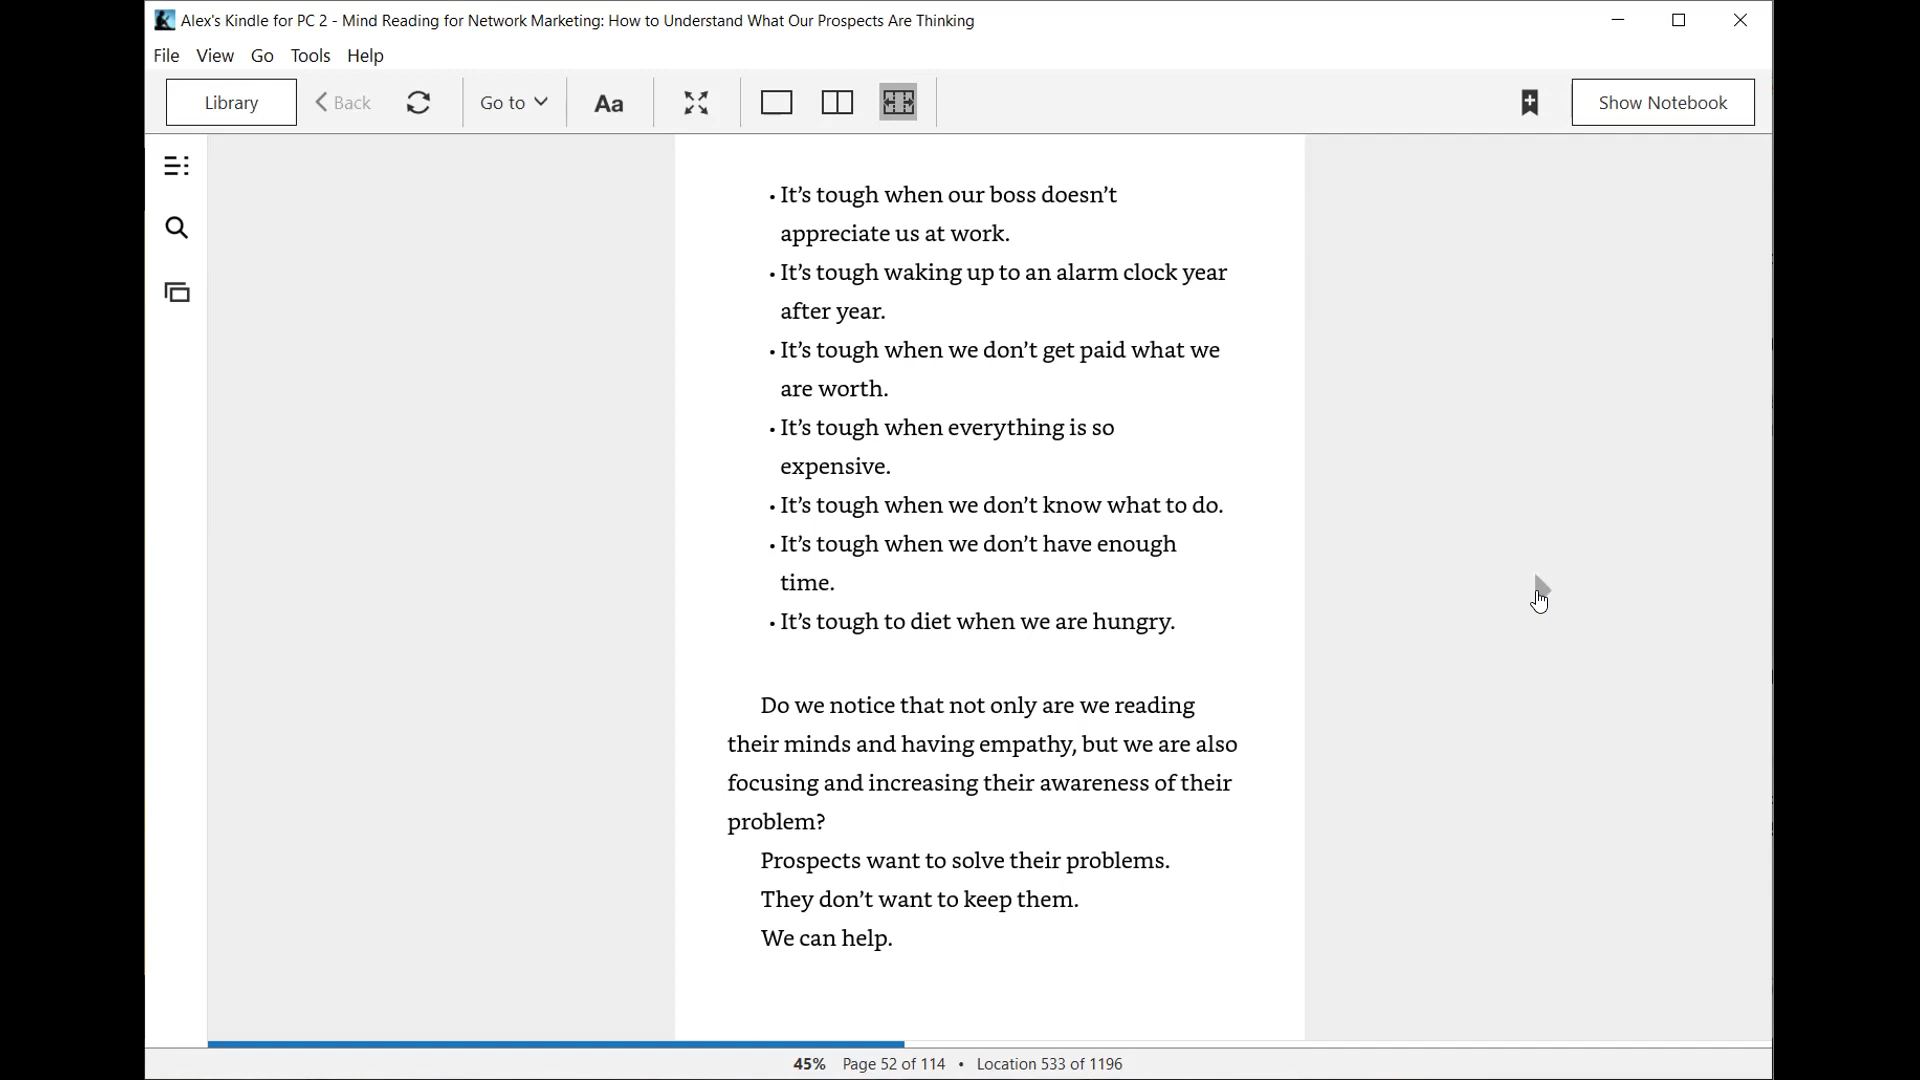 Alex's Kindle for PC 2 - Mind Reading for Network Marketing: How to Understand What Our Prospects Are Thinking
File View Go Tools Help
Library Back Go to Aa Show Notebook
• It’s tough when our boss doesn’t
appreciate us at work.
• It’s tough waking up to an alarm clock year
after year.
• It’s tough when we don’t get paid what we
are worth.
• It’s tough when everything is so
expensive.
• It’s tough when we don’t know what to do.
• It’s tough when we don’t have enough
time.
• It’s tough to diet when we are hungry.
Do we notice that not only are we reading
their minds and having empathy, but we are also
focusing and increasing their awareness of their
problem?
Prospects want to solve their problems.
They don’t want to keep them.
We can help.
45% Page 52 of 114 • Location 533 of 1196